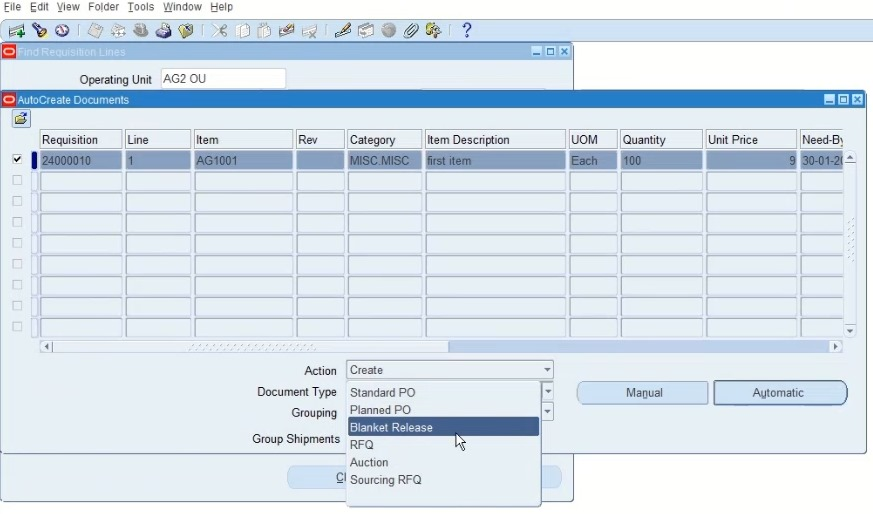 File Edit View Folder Tools Window Help
Find Requisition Lines
Operating Unit AG2 OU
AutoCreate Documents
Requisition Line Item Rev Category Item Description UOM Quantity Unit Price Need-By
24000010 1 AG1001 MISC.MISC first item Each 100 9 30-01-20
Action Create
Document Type Standard PO
Manual Automatic
Planned PO
Grouping
Blanket Release
Group Shipments
RFQ
Auction
Sourcing RFQ